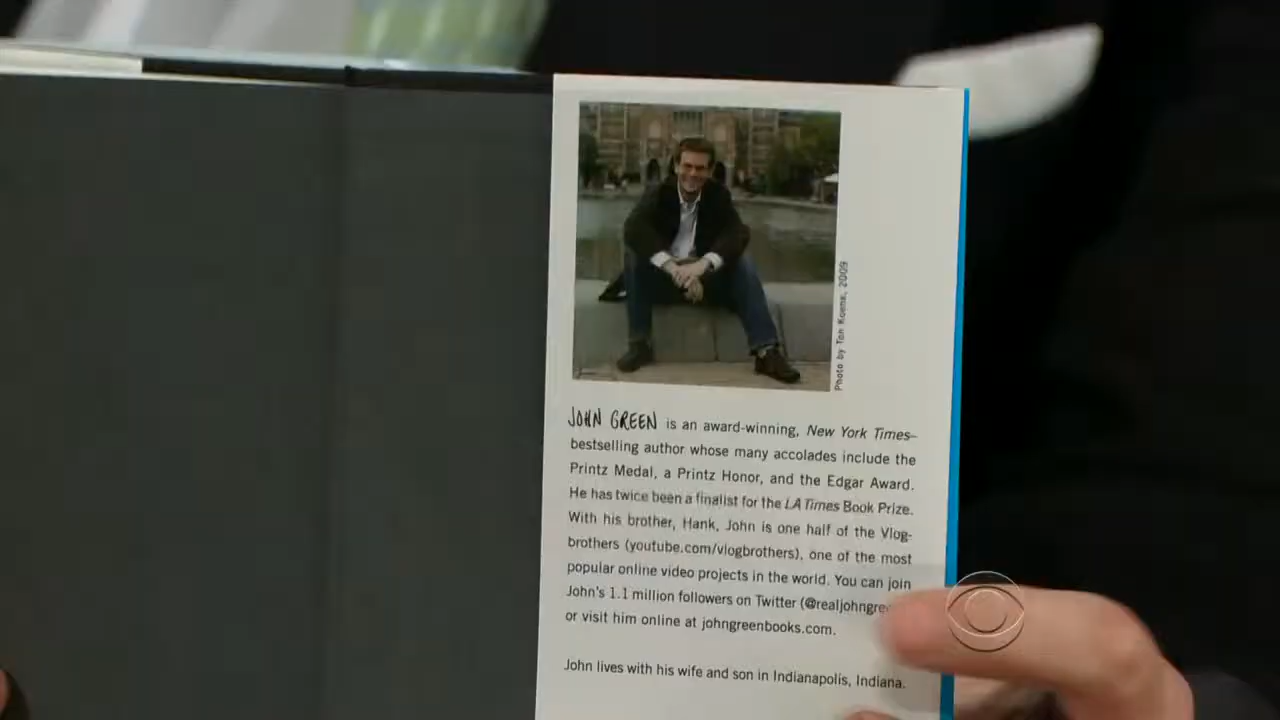 Photo by Ton Koene, 2009
JOHN GREEN is an award-winning, New York Times–
bestselling author whose many accolades include the
Printz Medal, a Printz Honor, and the Edgar Award.
He has twice been a finalist for the LA Times Book Prize.
With his brother, Hank, John is one half of the Vlog-
brothers (youtube.com/vlogbrothers), one of the most
popular online video projects in the world. You can join
John's 1.1 million followers on Twitter (@realjohngre
or visit him online at johngreenbooks.com.
John lives with his wife and son in Indianapolis, Indiana.